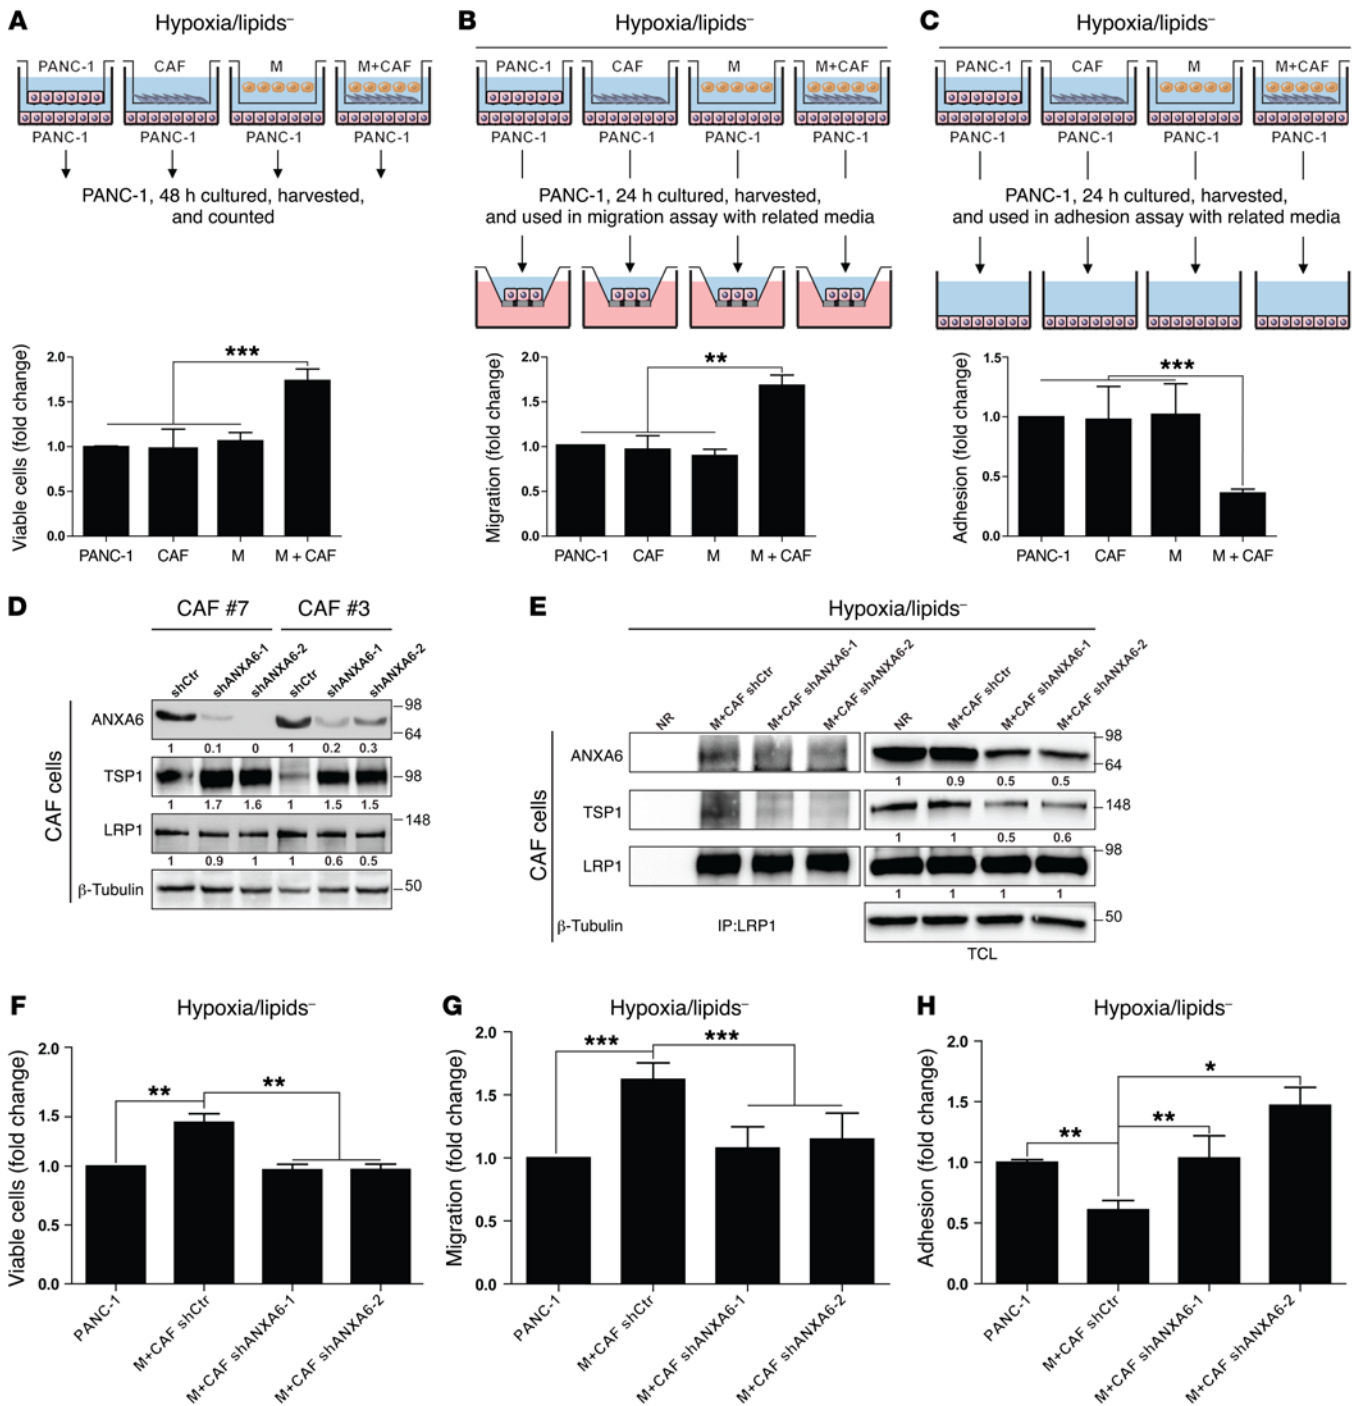 A
Hypoxia/lipids–
PANC-1 CAF M M+CAF
PANC-1 PANC-1 PANC-1 PANC-1
PANC-1, 48 h cultured, harvested,
and counted
Viable cells (fold change)
2.0
1.5
1.0
0.5
0.0
***
PANC-1 CAF M M + CAF
B
Hypoxia/lipids–
PANC-1 CAF M M+CAF
PANC-1 PANC-1 PANC-1 PANC-1
PANC-1, 24 h cultured, harvested,
and used in migration assay with related media
Migration (fold change)
2.0
1.5
1.0
0.5
0.0
**
PANC-1 CAF M M + CAF
C
Hypoxia/lipids–
PANC-1 CAF M M+CAF
PANC-1 PANC-1 PANC-1 PANC-1
PANC-1, 24 h cultured, harvested,
and used in adhesion assay with related media
Adhesion (fold change)
1.5
1.0
0.5
0.0
***
PANC-1 CAF M M + CAF
D
CAF #7 CAF #3
shCtr shANXA6-1 shANXA6-2 shCtr shANXA6-1 shANXA6-2
CAF cells
ANXA6
98
64
1 0.1 0 1 0.2 0.3
TSP1
98
1 1.7 1.6 1 1.5 1.5
LRP1
148
1 0.9 1 1 0.6 0.5
β-Tubulin
50
E
Hypoxia/lipids–
NR M+CAF shCtr M+CAF shANXA6-1 M+CAF shANXA6-2 NR M+CAF shCtr M+CAF shANXA6-1 M+CAF shANXA6-2
CAF cells
ANXA6
98
64
1 0.9 0.5 0.5
TSP1
148
1 1 0.5 0.6
LRP1
98
1 1 1 1
β-Tubulin
IP:LRP1
50
TCL
F
Hypoxia/lipids–
Viable cells (fold change)
2.0
1.5
1.0
0.5
0.0
** **
PANC-1 M+CAF shCtr M+CAF shANXA6-1 M+CAF shANXA6-2
G
Hypoxia/lipids–
Migration (fold change)
2.0
1.5
1.0
0.5
0.0
*** ***
PANC-1 M+CAF shCtr M+CAF shANXA6-1 M+CAF shANXA6-2
H
Hypoxia/lipids–
Adhesion (fold change)
2.0
1.5
1.0
0.5
0.0
*
** **
PANC-1 M+CAF shCtr M+CAF shANXA6-1 M+CAF shANXA6-2